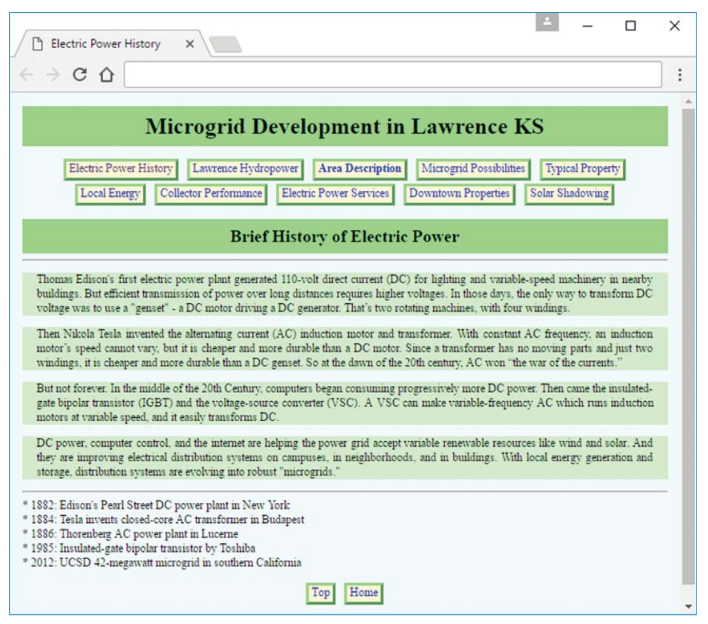 Electric Power History
Microgrid Development in Lawrence KS
Electric Power History Lawrence Hydropower Area Description Microgrid Possibilities Typical Property
Local Energy Collector Performance Electric Power Services Downtown Properties Solar Shadowing
Brief History of Electric Power
Thomas Edison's first electric power plant generated 110-volt direct current (DC) for lighting and variable-speed machinery in nearby
buildings. But efficient transmission of power over long distances requires higher voltages. In those days, the only way to transform DC
voltage was to use a "genset" - a DC motor driving a DC generator. That's two rotating machines, with four windings.
Then Nikola Tesla invented the alternating current (AC) induction motor and transformer. With constant AC frequency, an induction
motor's speed cannot vary, but it is cheaper and more durable than a DC motor. Since a transformer has no moving parts and just two
windings, it is cheaper and more durable than a DC genset. So at the dawn of the 20th century, AC won “the war of the currents.”
But not forever. In the middle of the 20th Century, computers began consuming progressively more DC power. Then came the insulated-
gate bipolar transistor (IGBT) and the voltage-source converter (VSC). A VSC can make variable-frequency AC which runs induction
motors at variable speed, and it easily transforms DC.
DC power, computer control, and the internet are helping the power grid accept variable renewable resources like wind and solar. And
they are improving electrical distribution systems on campuses, in neighborhoods, and in buildings. With local energy generation and
storage, distribution systems are evolving into robust "microgrids."
* 1882: Edison's Pearl Street DC power plant in New York
* 1884: Tesla invents closed-core AC transformer in Budapest
* 1886: Thorenberg AC power plant in Lucerne
* 1985: Insulated-gate bipolar transistor by Toshiba
* 2012: UCSD 42-megawatt microgrid in southern California
Top Home